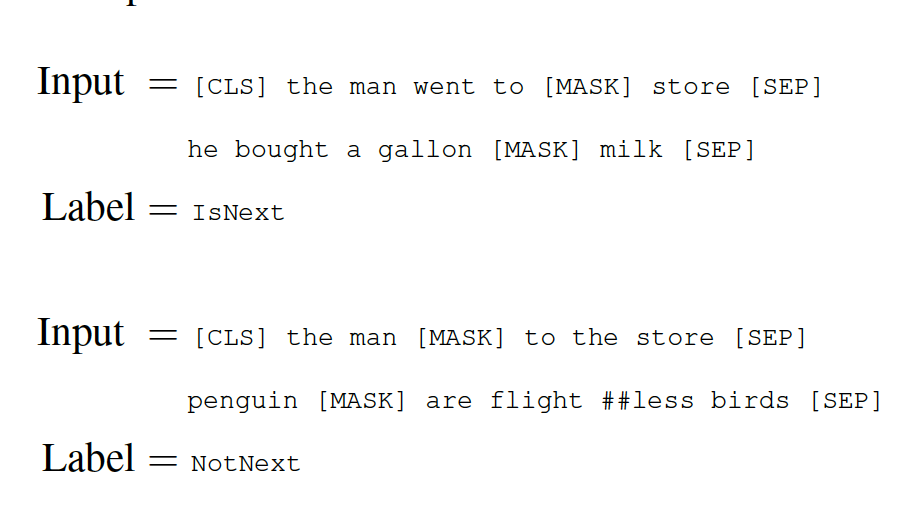 Input = [CLS] the man went to [MASK] store [SEP]
he bought a gallon [MASK] milk [SEP]
Label = IsNext
Input = [CLS] the man [MASK] to the store [SEP]
penguin [MASK] are flight ##less birds [SEP]
Label = NotNext